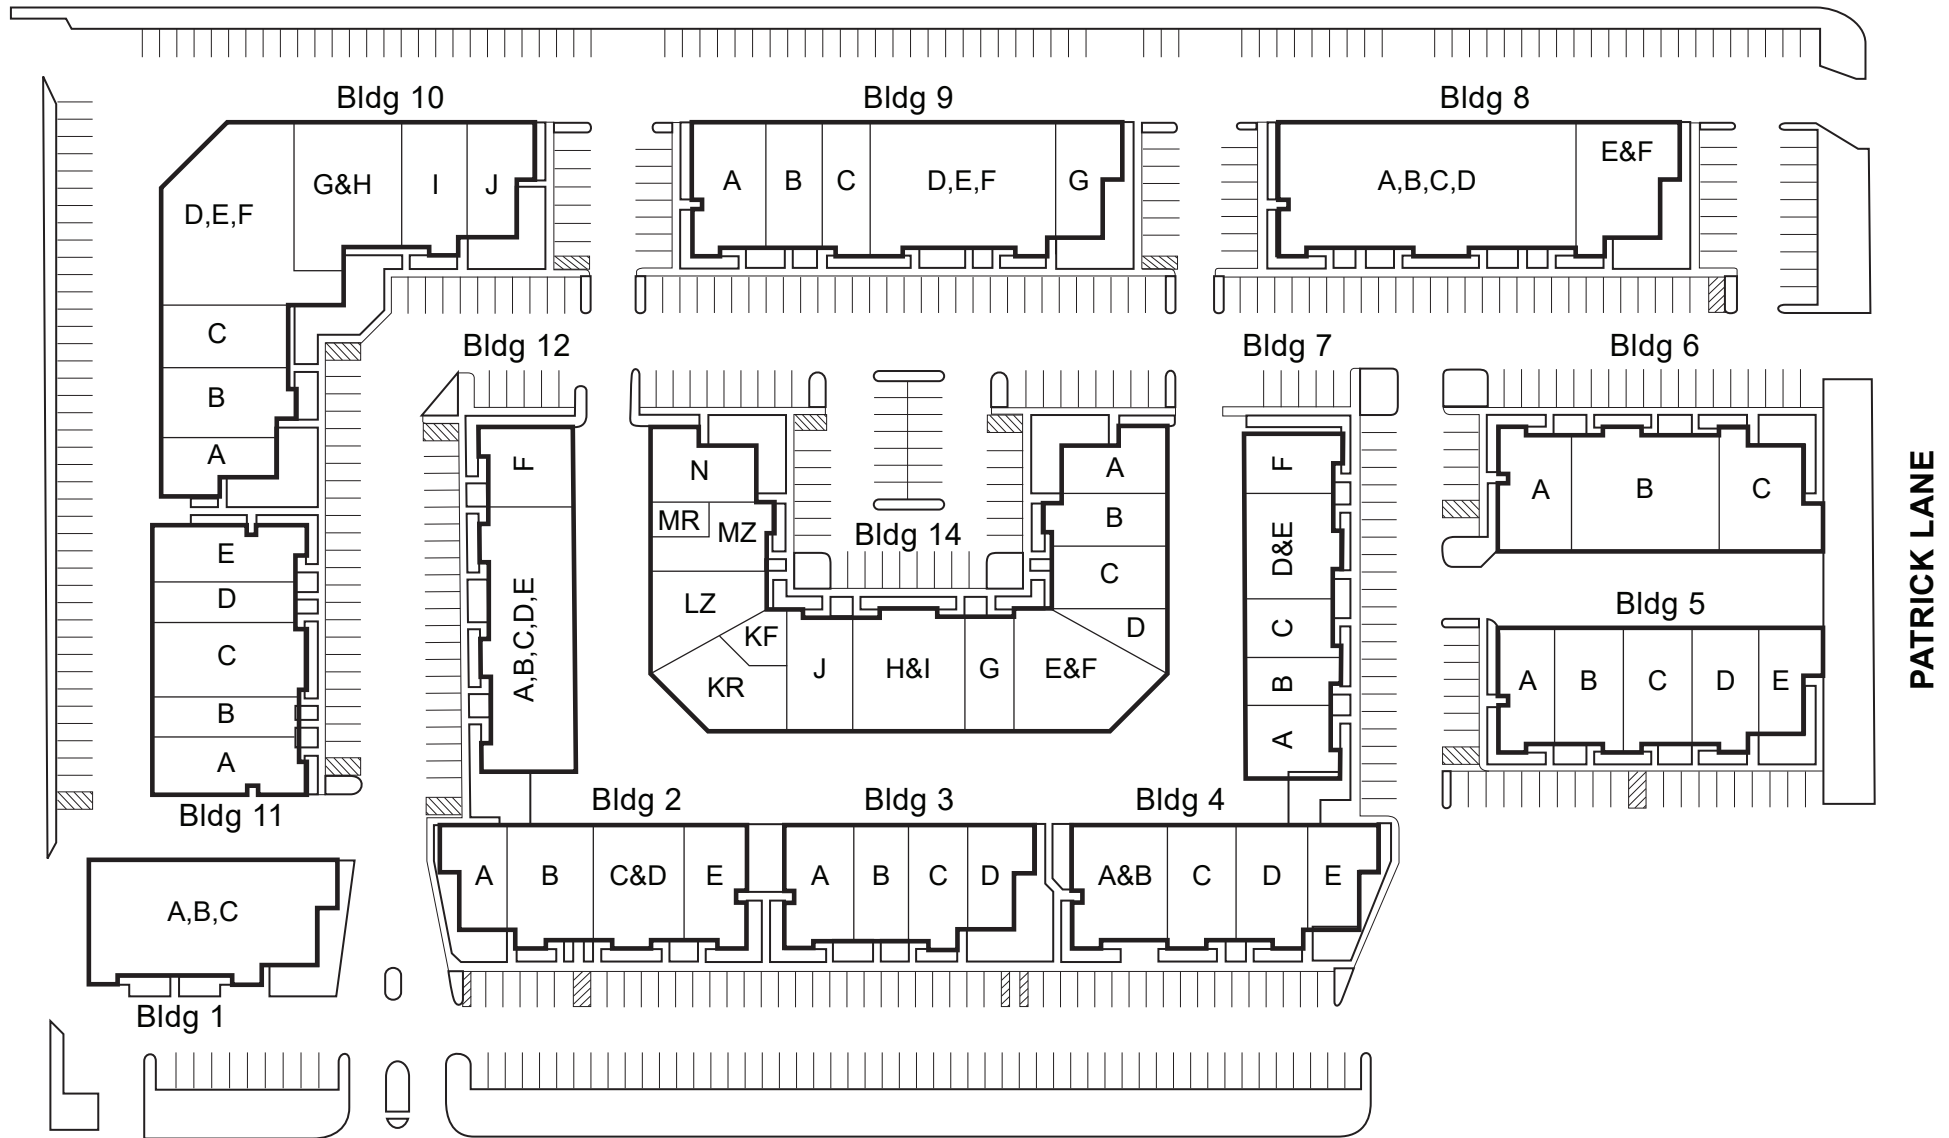 Bldg 10
D,E,F
G&H
I
J
C
B
A
Bldg 9
A
B
C
D,E,F
G
Bldg 8
A,B,C,D
E&F
Bldg 12
F
A,B,C,D,E
Bldg 14
N
MR
MZ
LZ
KF
KR
J
H&I
G
E&F
D
C
B
A
Bldg 7
F
D&E
C
B
A
Bldg 6
A
B
C
Bldg 5
A
B
C
D
E
PATRICK LANE
E
D
C
B
A
Bldg 11
Bldg 2
A
B
C&D
E
Bldg 3
A
B
C
D
Bldg 4
A&B
C
D
E
A,B,C
Bldg 1